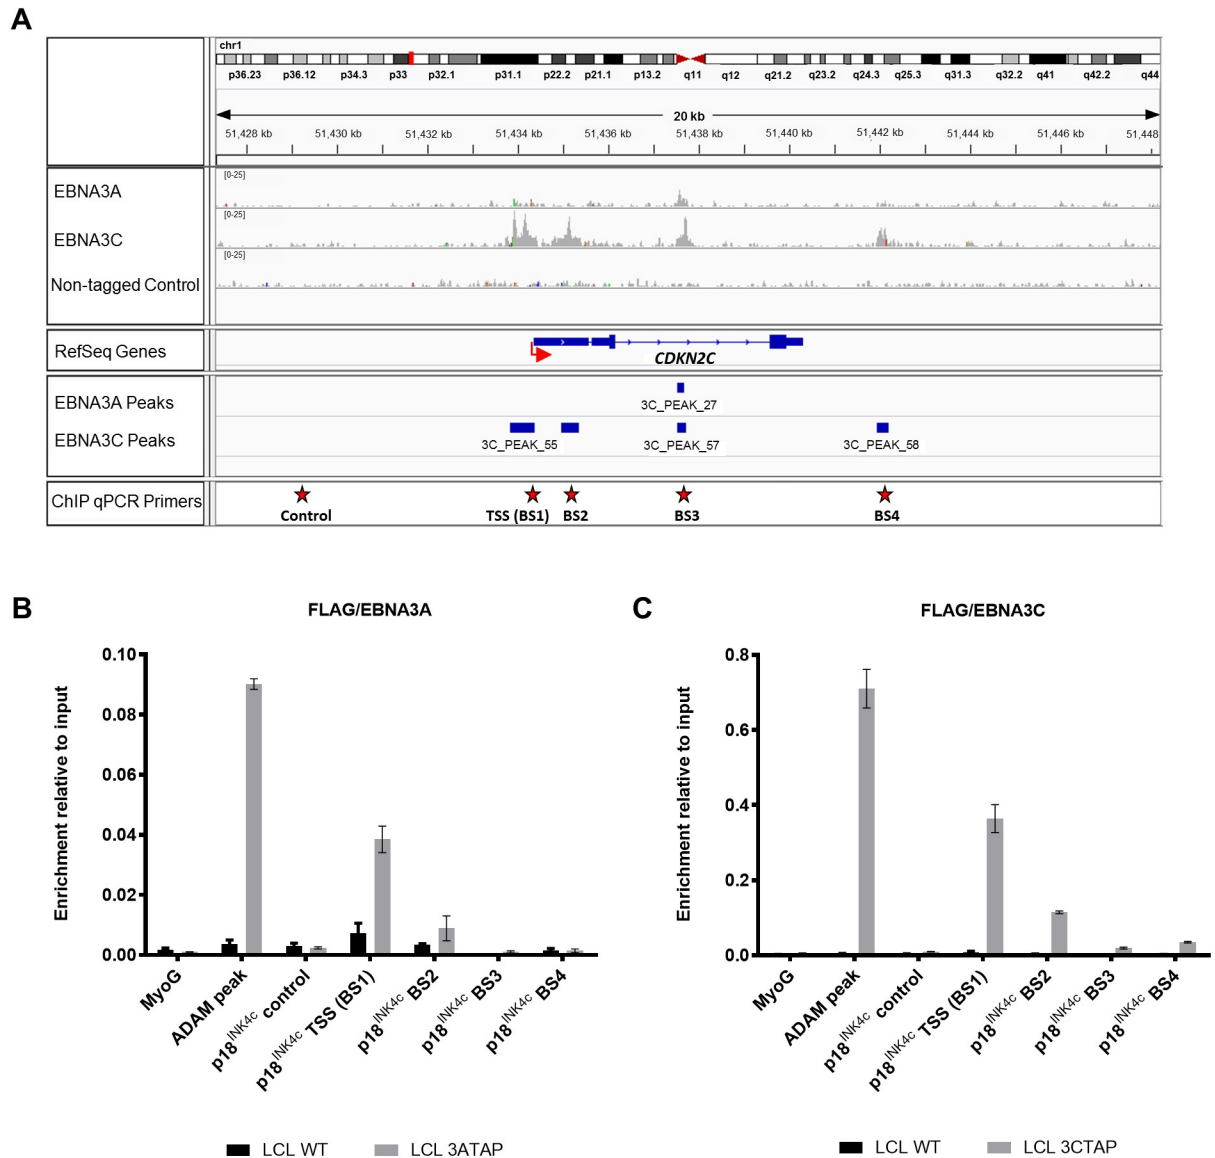 A
chr1
p36.23 p36.12 p34.3 p33 p32.1 p31.1 p22.2 p21.1 p13.2 q11 q12 q21.2 q23.2 q24.3 q25.3 q31.3 q32.2 q41 q42.2 q44
20 kb
51,428 kb 51,430 kb 51,432 kb 51,434 kb 51,436 kb 51,438 kb 51,440 kb 51,442 kb 51,444 kb 51,446 kb 51,448
[0-25]
EBNA3A
[0-25]
EBNA3C
[0-25]
Non-tagged Control
RefSeq Genes
CDKN2C
EBNA3A Peaks
3C_PEAK_27
EBNA3C Peaks
3C_PEAK_55 3C_PEAK_57 3C_PEAK_58
ChIP qPCR Primers
Control TSS (BS1) BS2 BS3 BS4
B
FLAG/EBNA3A
Enrichment relative to input
0.10
0.08
0.06
0.04
0.02
0.00
MyoG
ADAM peak
p18INK4c control
p18INK4c TSS (BS1)
p18INK4c BS2
p18INK4c BS3
p18INK4c BS4
LCL WT LCL 3ATAP
C
FLAG/EBNA3C
Enrichment relative to input
0.8
0.6
0.4
0.2
0.0
MyoG
ADAM peak
p18INK4c control
p18INK4c TSS (BS1)
p18INK4c BS2
p18INK4c BS3
p18INK4c BS4
LCL WT LCL 3CTAP